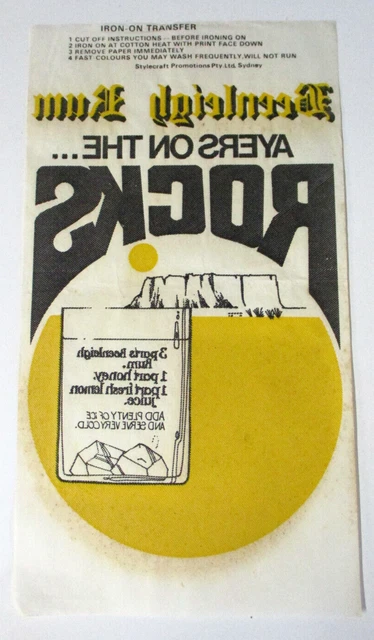 IRON-ON TRANSFER
1 CUT OFF INSTRUCTIONS – BEFORE IRONING ON
2 IRON ON AT COTTON HEAT WITH PRINT FACE DOWN
3 REMOVE PAPER IMMEDIATELY
4 FAST COLOURS YOU MAY WASH FREQUENTLY, WILL NOT RUN
Stylecraft Promotions Pty. Ltd. Sydney
Beenleigh Rum
AYERS ON THE...
ROCKS
3 parts Beenleigh
Rum.
1 part honey.
1 part fresh lemon
juice.
ADD PLENTY OF ICE
AND SERVE VERY COLD.